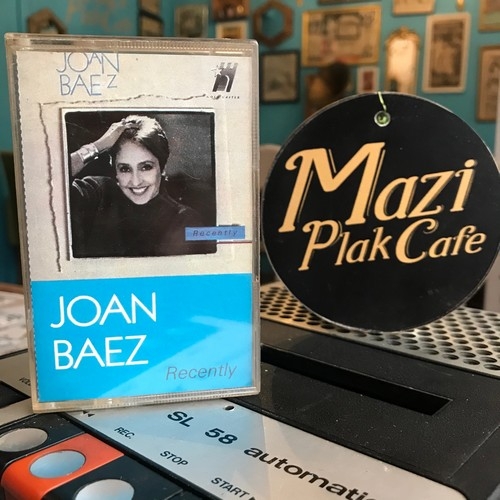 JOAN
BAEZ
Recently
JOAN
BAEZ
Recently
Mazi
Plak Cafe
SL 58 automatic
REC.
STOP
START